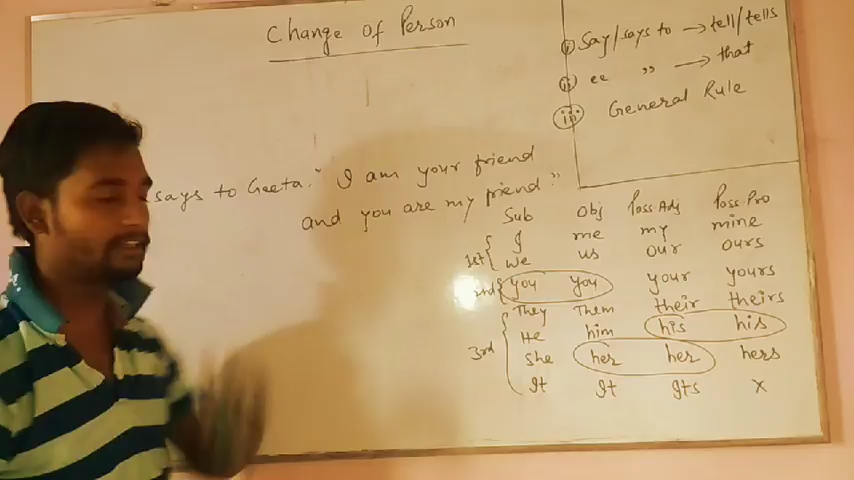 Change of Person
(i) Say/says to → tell/tells
(ii) " " → that
(iii) General Rule
says to Geeta, "I am your friend
and you are my friend."
Sub Obj Poss.Adj Poss.Pro
1st { I me my mine
We us our ours
2nd { you you your yours
3rd { They Them their theirs
He him his his
She her her hers
It It Its X